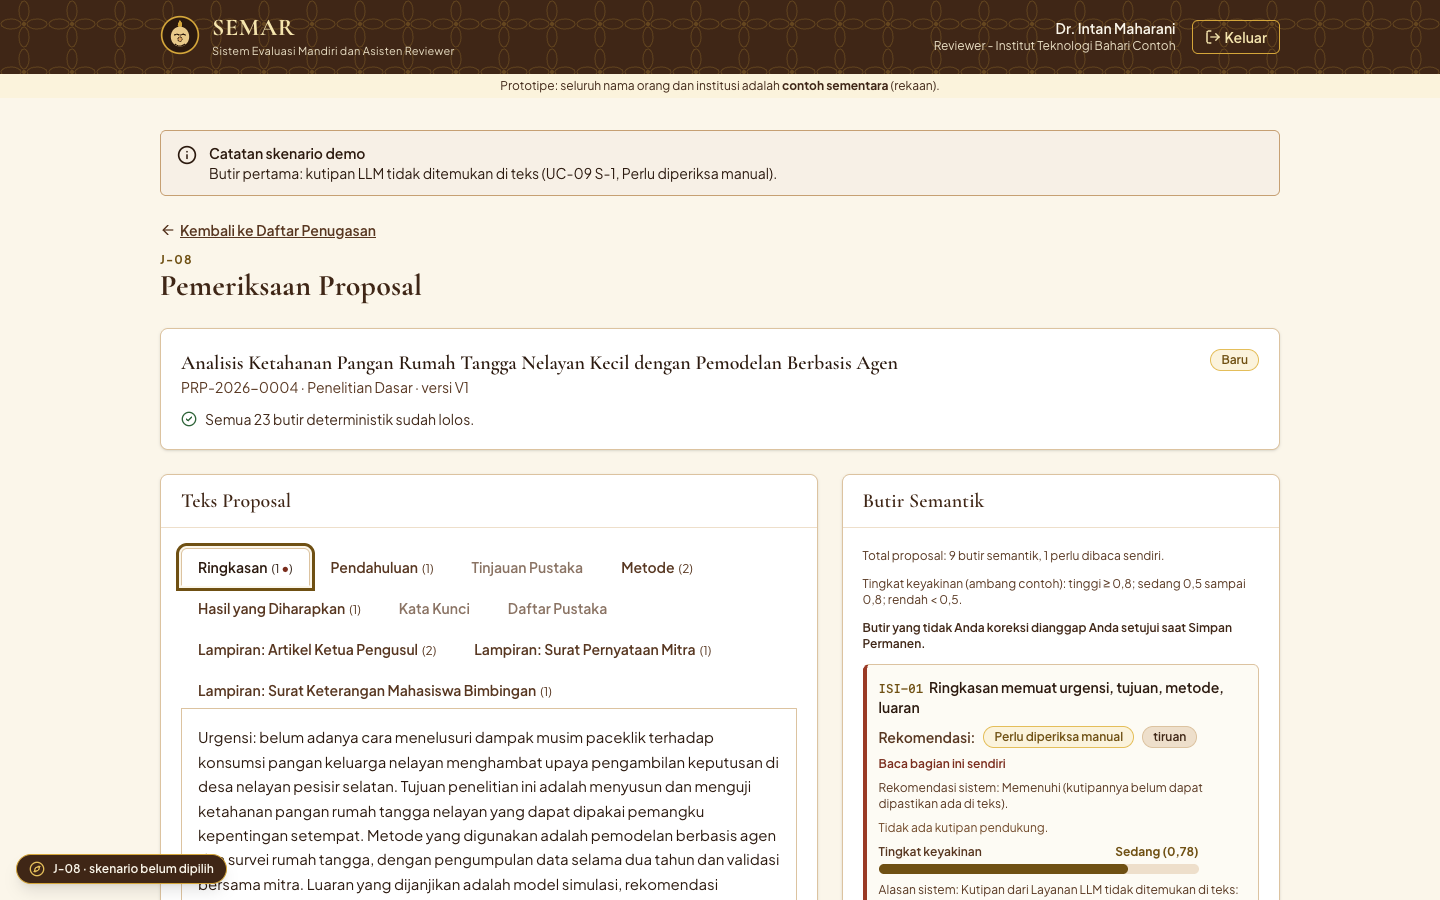 SEMAR
Sistem Evaluasi Mandiri dan Asisten Reviewer
Dr. Intan Maharani
Reviewer - Institut Teknologi Bahari Contoh
Keluar
Prototipe: seluruh nama orang dan institusi adalah contoh sementara (rekaan).
Catatan skenario demo
Butir pertama: kutipan LLM tidak ditemukan di teks (UC-09 S-1, Perlu diperiksa manual).
Kembali ke Daftar Penugasan
J-08
Pemeriksaan Proposal
Analisis Ketahanan Pangan Rumah Tangga Nelayan Kecil dengan Pemodelan Berbasis Agen
Baru
PRP-2026-0004 · Penelitian Dasar · versi V1
Semua 23 butir deterministik sudah lolos.
Teks Proposal
Ringkasan (1 ●)
Pendahuluan (1)
Tinjauan Pustaka
Metode (2)
Hasil yang Diharapkan (1)
Kata Kunci
Daftar Pustaka
Lampiran: Artikel Ketua Pengusul (2)
Lampiran: Surat Pernyataan Mitra (1)
Lampiran: Surat Keterangan Mahasiswa Bimbingan (1)
Urgensi: belum adanya cara menelusuri dampak musim paceklik terhadap
konsumsi pangan keluarga nelayan menghambat upaya pengambilan keputusan di
desa nelayan pesisir selatan. Tujuan penelitian ini adalah menyusun dan menguji
ketahanan pangan rumah tangga nelayan yang dapat dipakai pemangku
kepentingan setempat. Metode yang digunakan adalah pemodelan berbasis agen
survei rumah tangga, dengan pengumpulan data selama dua tahun dan validasi
bersama mitra. Luaran yang dijanjikan adalah model simulasi, rekomendasi
J-08 · skenario belum dipilih
Butir Semantik
Total proposal: 9 butir semantik, 1 perlu dibaca sendiri.
Tingkat keyakinan (ambang contoh): tinggi ≥ 0,8; sedang 0,5 sampai
0,8; rendah < 0,5.
Butir yang tidak Anda koreksi dianggap Anda setujui saat Simpan
Permanen.
ISI-01 Ringkasan memuat urgensi, tujuan, metode,
luaran
Rekomendasi: Perlu diperiksa manual tiruan
Baca bagian ini sendiri
Rekomendasi sistem: Memenuhi (kutipannya belum dapat
dipastikan ada di teks).
Tidak ada kutipan pendukung.
Tingkat keyakinan Sedang (0,78)
Alasan sistem: Kutipan dari Layanan LLM tidak ditemukan di teks: